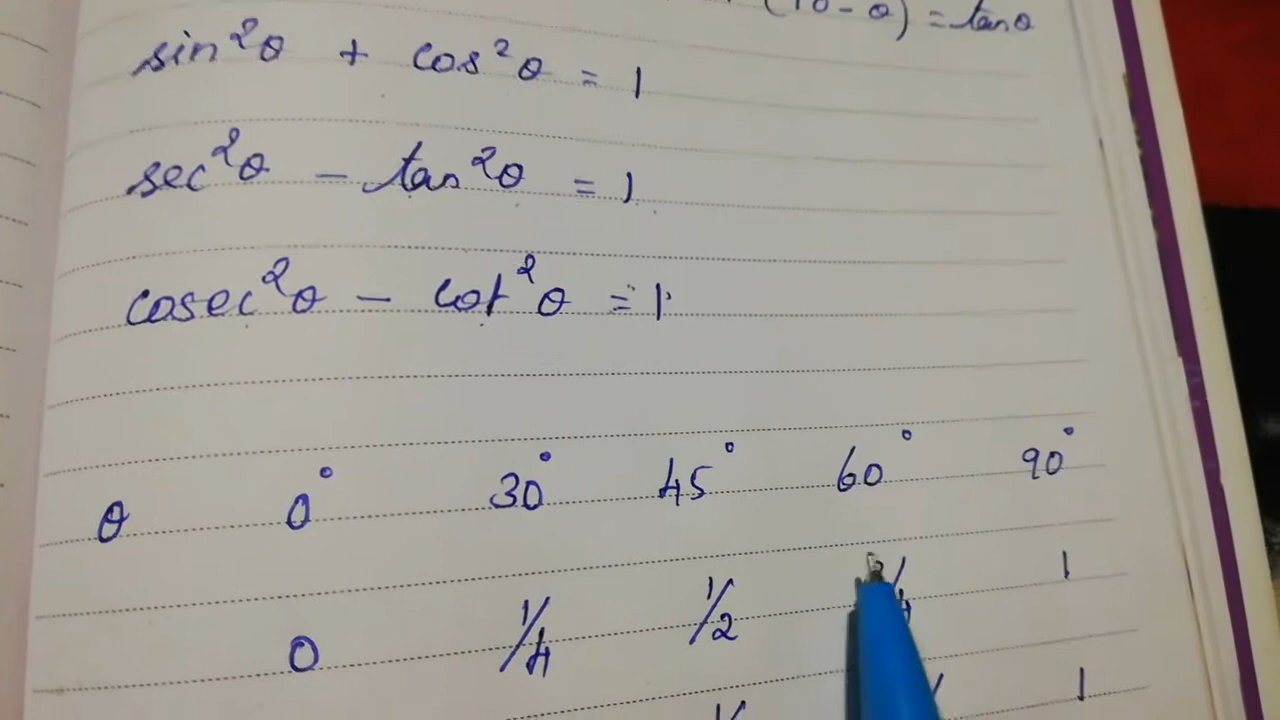 - θ) = tanθ
sin²θ + cos²θ = 1
sec²θ - tan²θ = 1
cosec²θ - cot²θ = 1
θ 0° 30° 45° 60° 90°
0 1/4 1/2 1
1